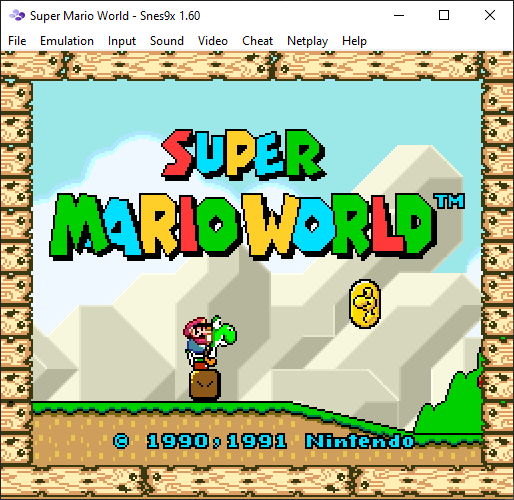 Super Mario World - Snes9x 1.60
File Emulation Input Sound Video Cheat Netplay Help
SUPER
MARIO WORLD™
© 1990,1991 Nintendo